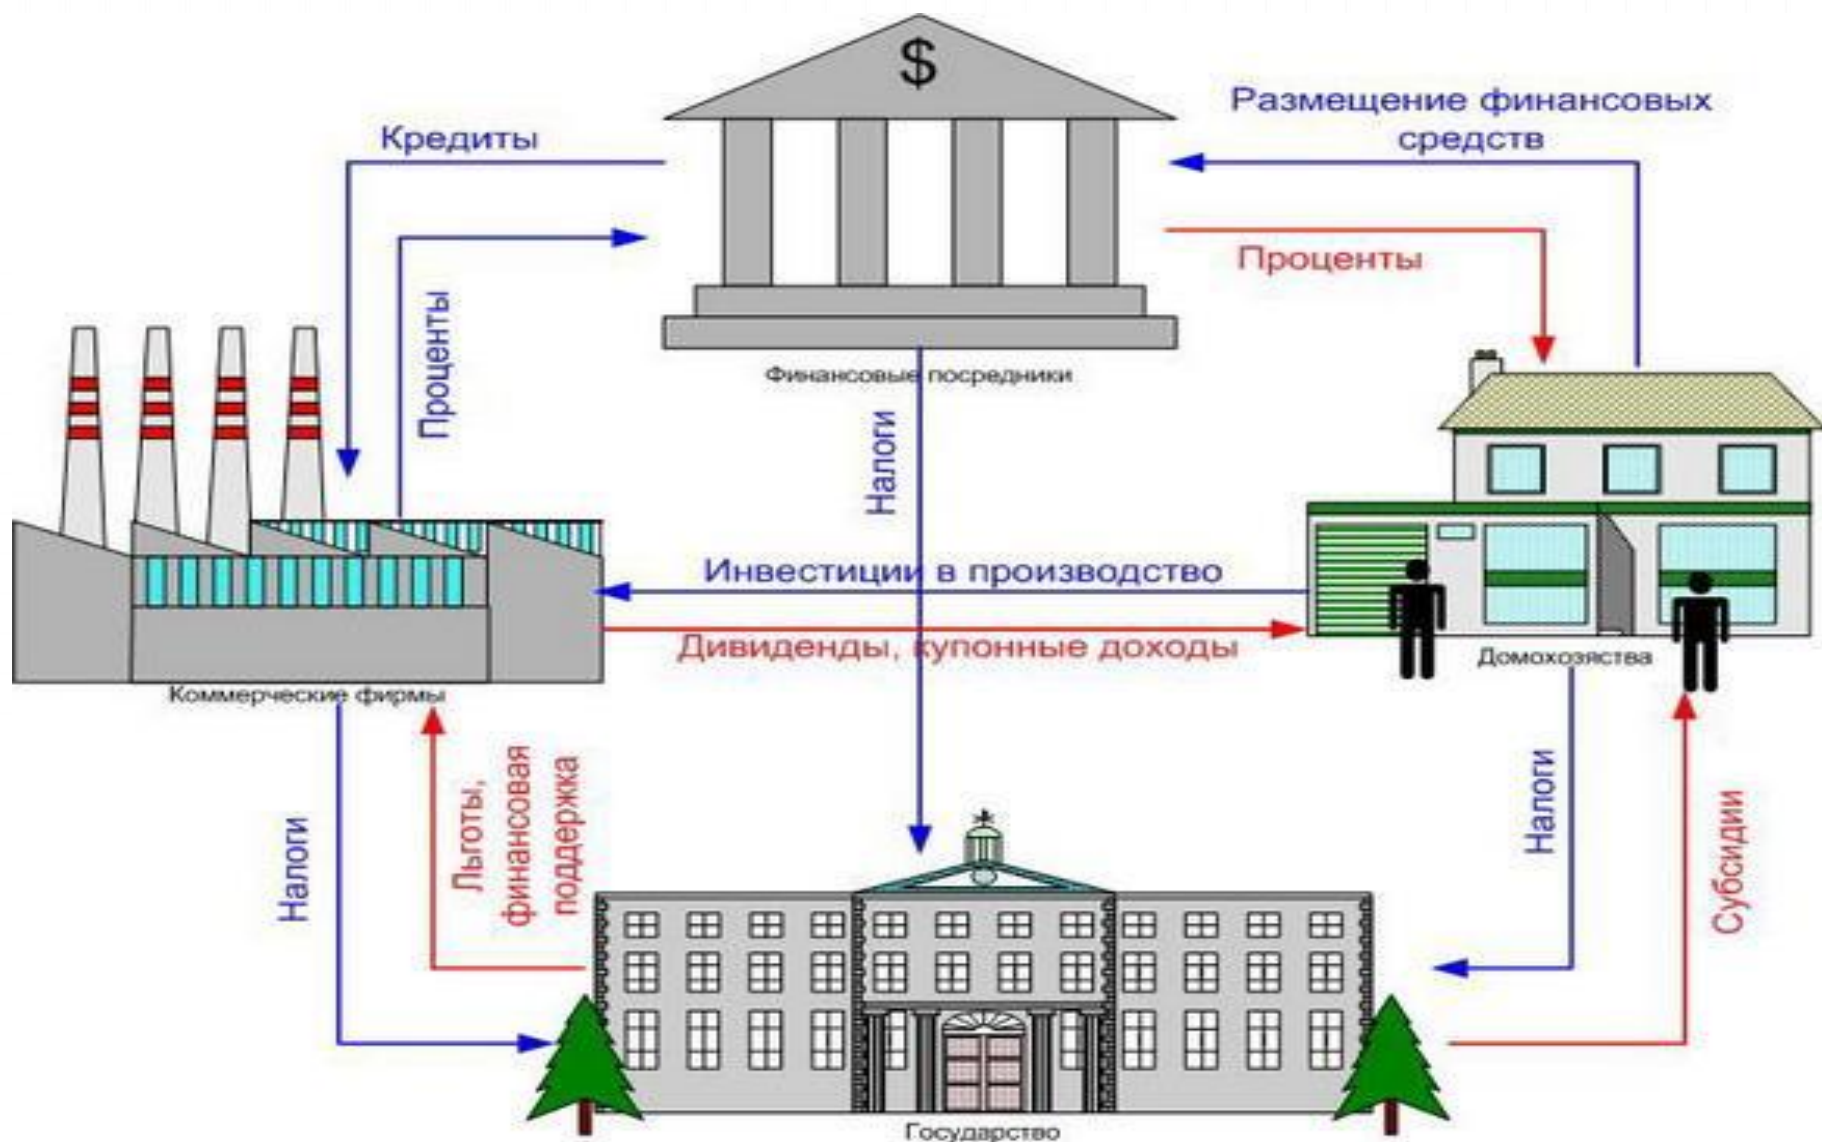 $
Размещение финансовых
средств
Кредиты
Проценты
Проценты
Финансовые посредники
Налоги
Инвестиции в производство
Дивиденды, купонные доходы
Домохозяства
Коммерческие фирмы
Налоги
Льготы,
финансовая
поддержка
Налоги
Субсидии
Государство